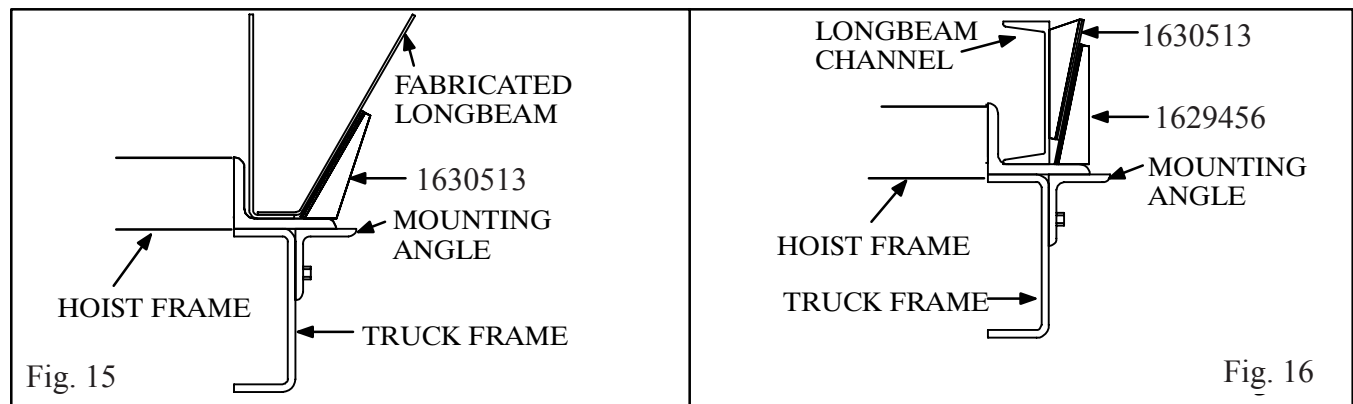 FABRICATED
LONGBEAM
1630513
MOUNTING
ANGLE
HOIST FRAME
TRUCK FRAME
Fig. 15
LONGBEAM
CHANNEL
1630513
1629456
MOUNTING
ANGLE
HOIST FRAME
TRUCK FRAME
Fig. 16